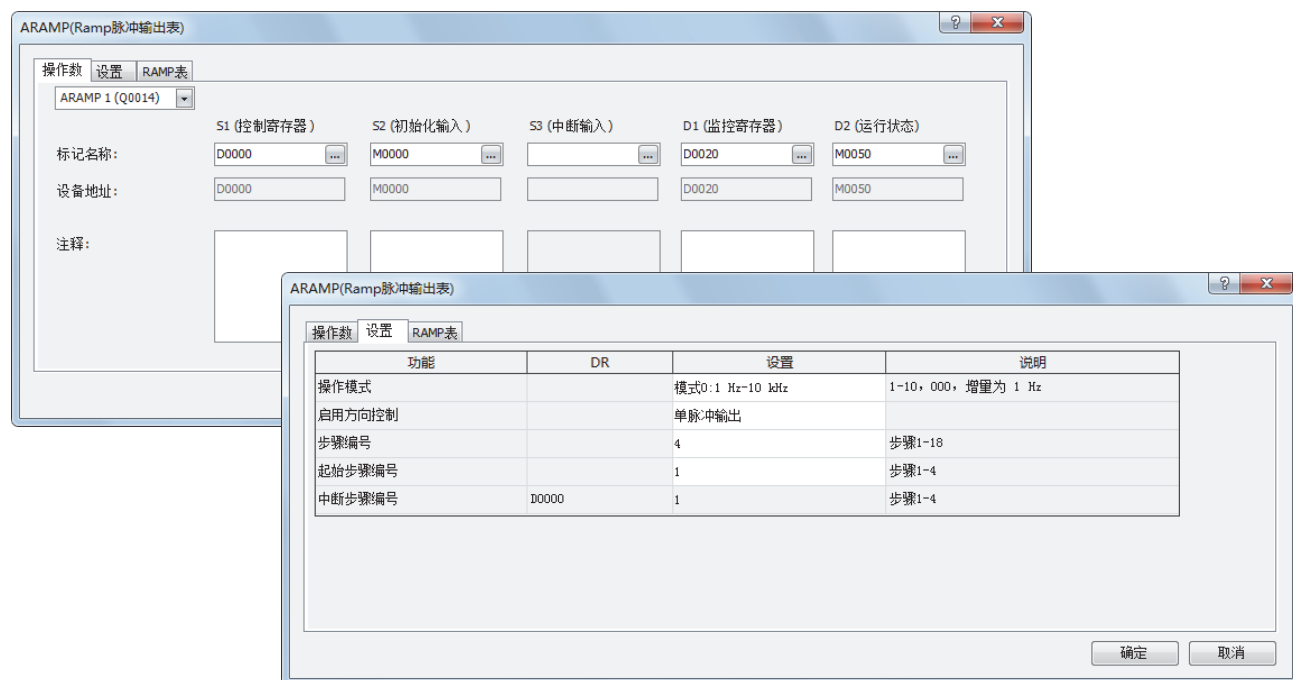 ARAMP(Ramp脉冲输出表)
操作数 设置 RAMP表
ARAMP 1 (Q0014)
S1 (控制寄存器) S2 (初始化输入) S3 (中断输入) D1 (监控寄存器) D2 (运行状态)
标记名称: D0000 ... M0000 ... ... D0020 ... M0050 ...
设备地址: D0000 M0000 D0020 M0050
注释:
ARAMP(Ramp脉冲输出表)
操作数 设置 RAMP表
功能 DR 设置 说明
操作模式 模式0:1 Hz-10 kHz 1-10，000，增量为 1 Hz
启用方向控制 单脉冲输出
步骤编号 4 步骤1-18
起始步骤编号 1 步骤1-4
中断步骤编号 D0000 1 步骤1-4
确定 取消